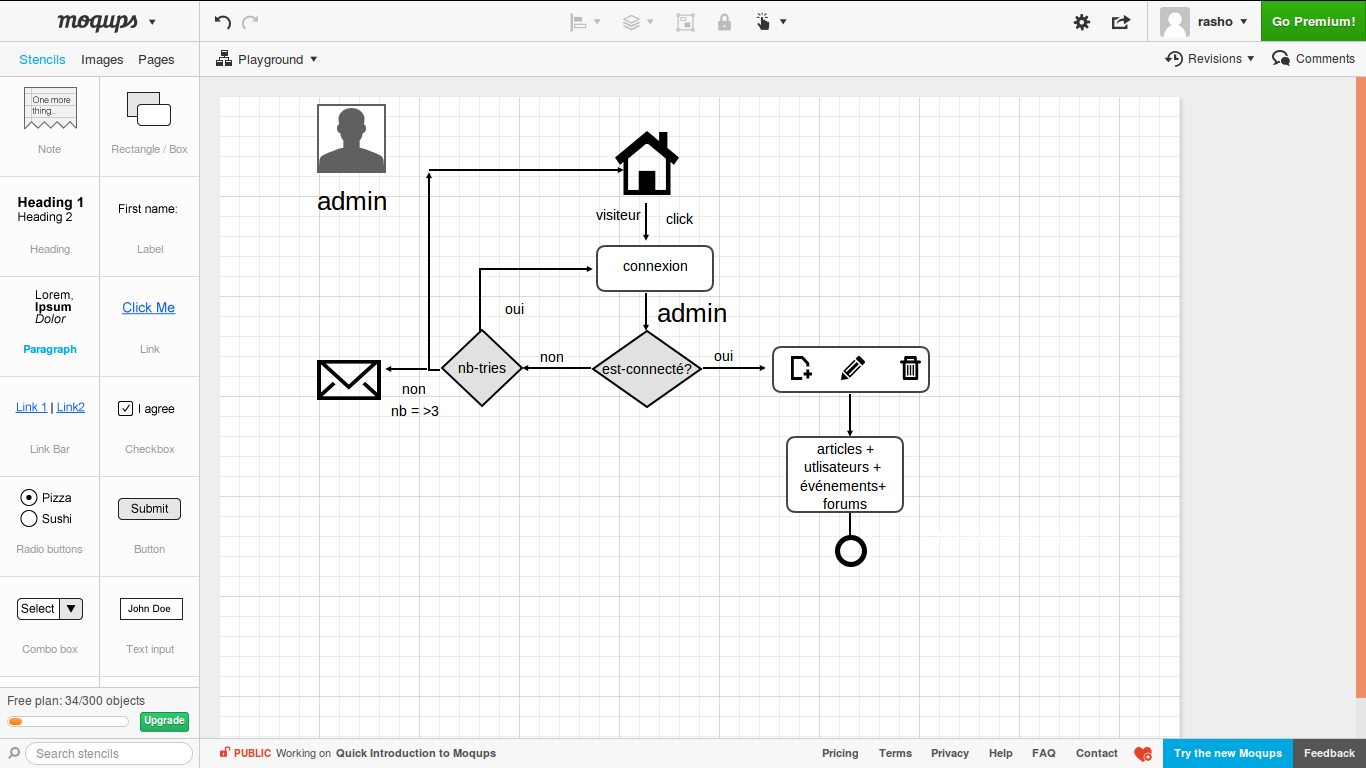 moqups
rasho
Go Premium!
Stencils Images Pages
Playground
Revisions
Comments
One more
thing..
Note
Rectangle / Box
Heading 1
Heading 2
Heading
First name:
Label
Lorem,
Ipsum
Dolor
Paragraph
Click Me
Link
Link 1 | Link2
Link Bar
I agree
Checkbox
Pizza
Sushi
Radio buttons
Submit
Button
Select
Combo box
John Doe
Text input
Free plan: 34/300 objects
Upgrade
Search stencils
admin
visiteur
click
connexion
admin
oui
nb-tries
non
est-connecté?
oui
non
nb = >3
articles +
utlisateurs +
événements+
forums
PUBLIC Working on Quick Introduction to Moqups
Pricing Terms Privacy Help FAQ Contact
Try the new Moqups
Feedback